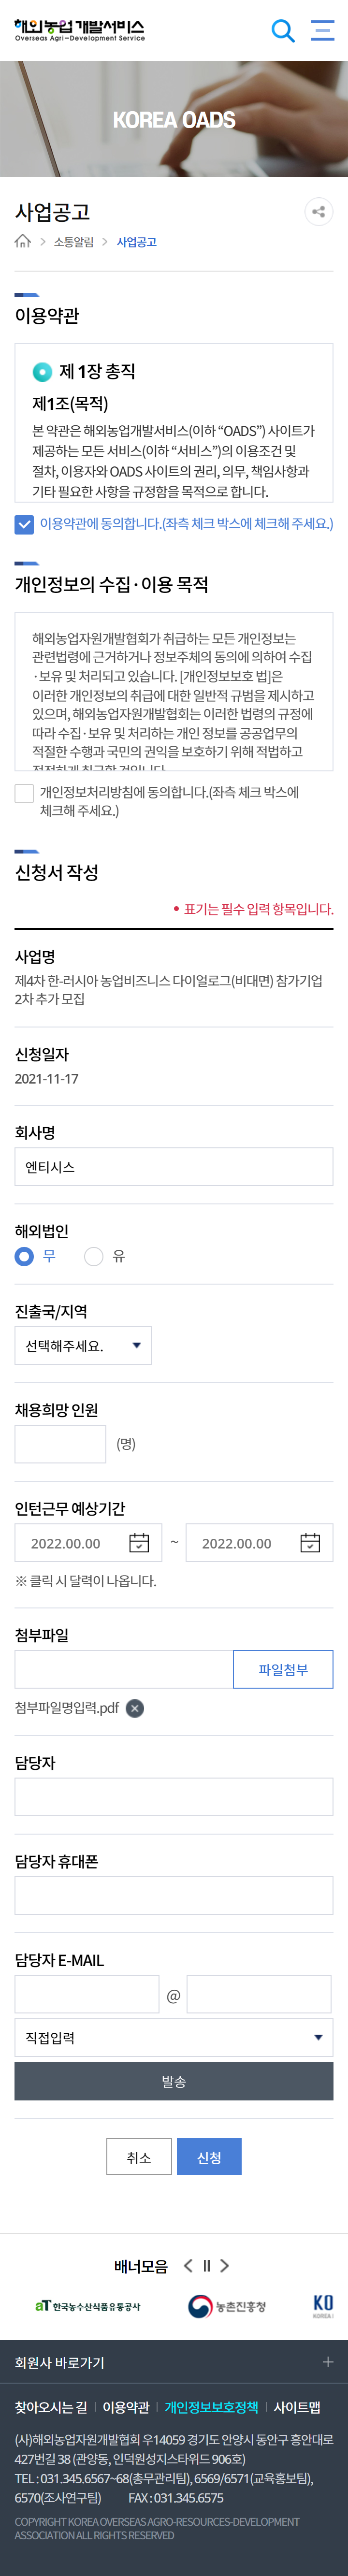 해외농업개발서비스
Overseas Agri-Development Service
KOREA OADS
사업공고
소통알림
사업공고
이용약관
제 1장 총직
제1조(목적)
본 약관은 해외농업개발서비스(이하 “OADS”) 사이트가
제공하는 모든 서비스(이하 “서비스”)의 이용조건 및
절차, 이용자와 OADS 사이트의 권리, 의무, 책임사항과
기타 필요한 사항을 규정함을 목적으로 합니다.
이용약관에 동의합니다.(좌측 체크 박스에 체크해 주세요.)
개인정보의 수집·이용 목적
해외농업자원개발협회가 취급하는 모든 개인정보는
관련법령에 근거하거나 정보주체의 동의에 의하여 수집
·보유 및 처리되고 있습니다. [개인정보보호 법]은
이러한 개인정보의 취급에 대한 일반적 규범을 제시하고
있으며, 해외농업자원개발협회는 이러한 법령의 규정에
따라 수집·보유 및 처리하는 개인 정보를 공공업무의
적절한 수행과 국민의 권익을 보호하기 위해 적법하고
적정하게 취급할 것입니다.
개인정보처리방침에 동의합니다.(좌측 체크 박스에
체크해 주세요.)
신청서 작성
• 표기는 필수 입력 항목입니다.
사업명
제4차 한-러시아 농업비즈니스 다이얼로그(비대면) 참가기업
2차 추가 모집
신청일자
2021-11-17
회사명
엔티시스
해외법인
무 유
진출국/지역
선택해주세요.
채용희망 인원
(명)
인턴근무 예상기간
2022.00.00 ~ 2022.00.00
※ 클릭 시 달력이 나옵니다.
첨부파일
파일첨부
첨부파일명입력.pdf
담당자
담당자 휴대폰
담당자 E-MAIL
@
직접입력
발송
취소 신청
배너모음
aT 한국농수산식품유통공사 농촌진흥청 KO
회원사 바로가기
찾아오시는 길 이용약관 개인정보보호정책 사이트맵
(사)해외농업자원개발협회 우14059 경기도 안양시 동안구 흥안대로
427번길 38 (관양동, 인덕원성지스타위드 906호)
TEL : 031.345.6567~68(총무관리팀), 6569/6571(교육홍보팀),
6570(조사연구팀) FAX : 031.345.6575
COPYRIGHT KOREA OVERSEAS AGRO-RESOURCES-DEVELOPMENT
ASSOCIATION ALL RIGHTS RESERVED